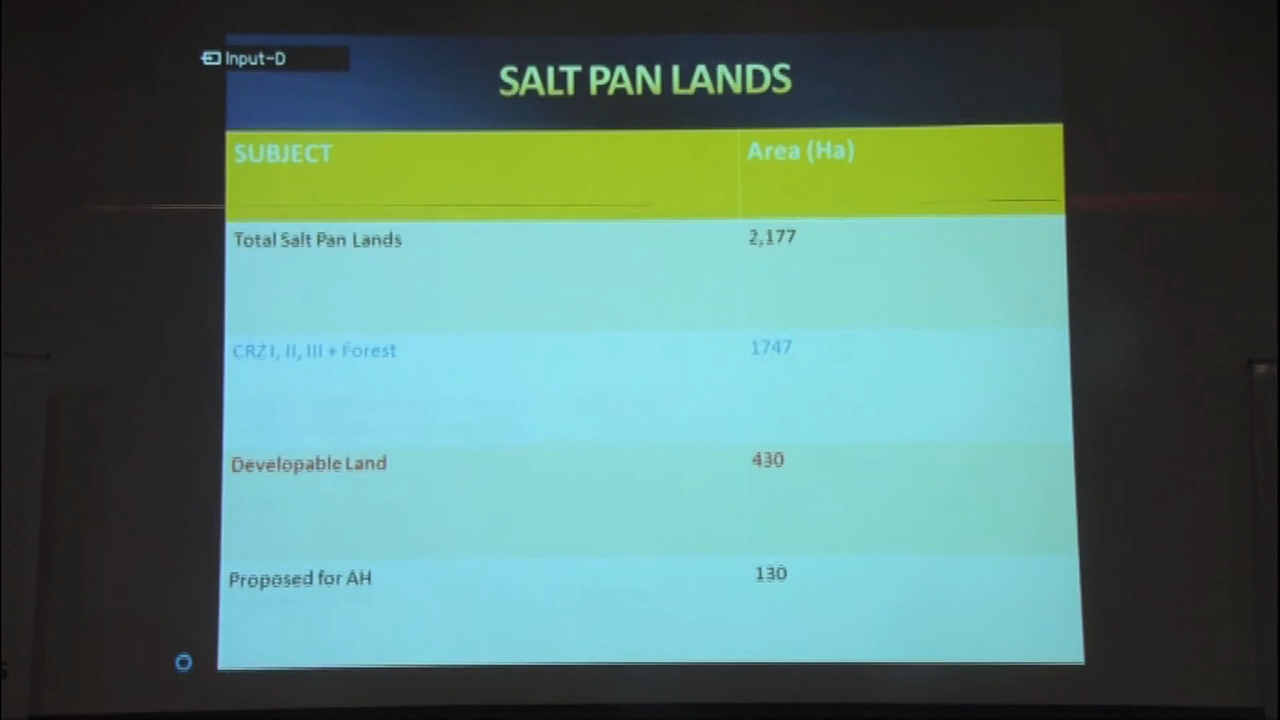 Input-D
SALT PAN LANDS
SUBJECT Area (Ha)
Total Salt Pan Lands 2,177
CRZ I, II, III + Forest 1747
Developable Land 430
Proposed for AH 130